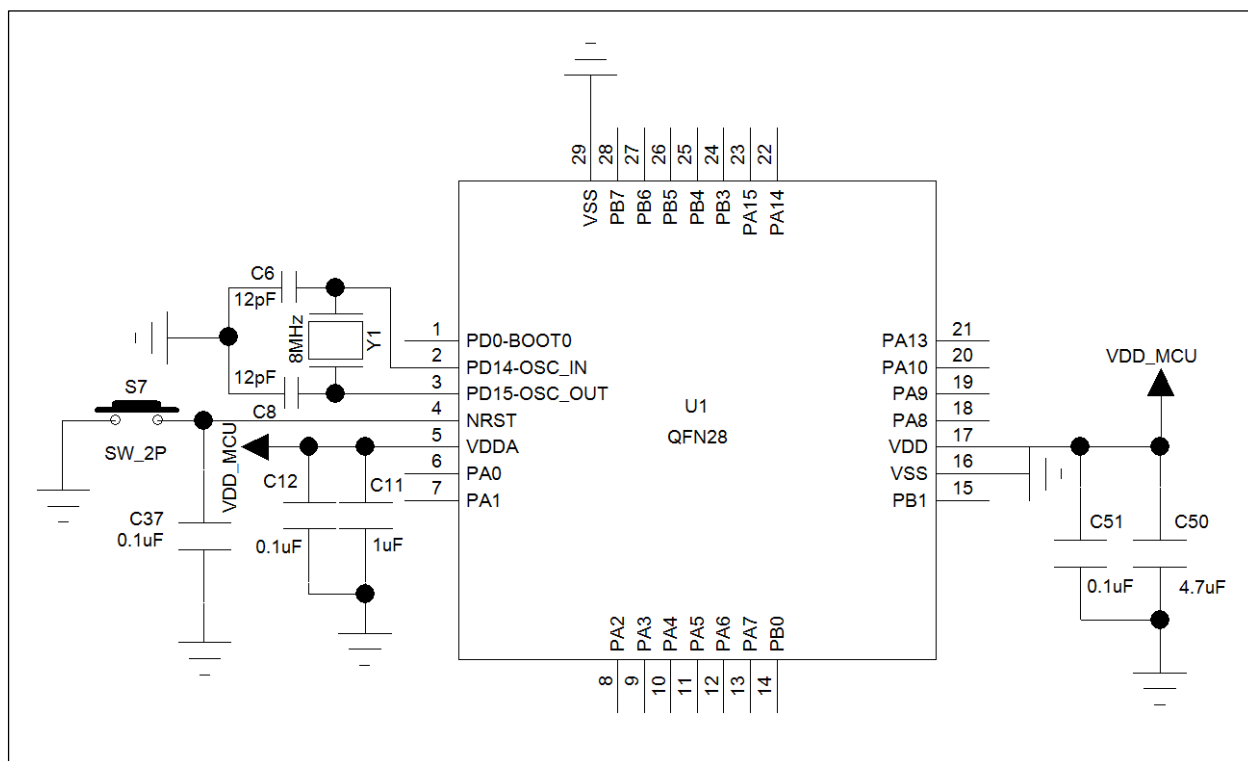 29
28
27
26
25
24
23
22
VSS
PB7
PB6
PB5
PB4
PB3
PA15
PA14
C6
12pF
8MHz
Y1
12pF
C8
S7
SW_2P
VDD_MCU
C37
0.1uF
C12
0.1uF
C11
1uF
1 PD0-BOOT0
2 PD14-OSC_IN
3 PD15-OSC_OUT
4 NRST
5 VDDA
6 PA0
7 PA1
U1
QFN28
PA13 21
PA10 20
PA9 19
PA8 18
VDD 17
VSS 16
PB1 15
VDD_MCU
C51
0.1uF
C50
4.7uF
PA2
PA3
PA4
PA5
PA6
PA7
PB0
8
9
10
11
12
13
14